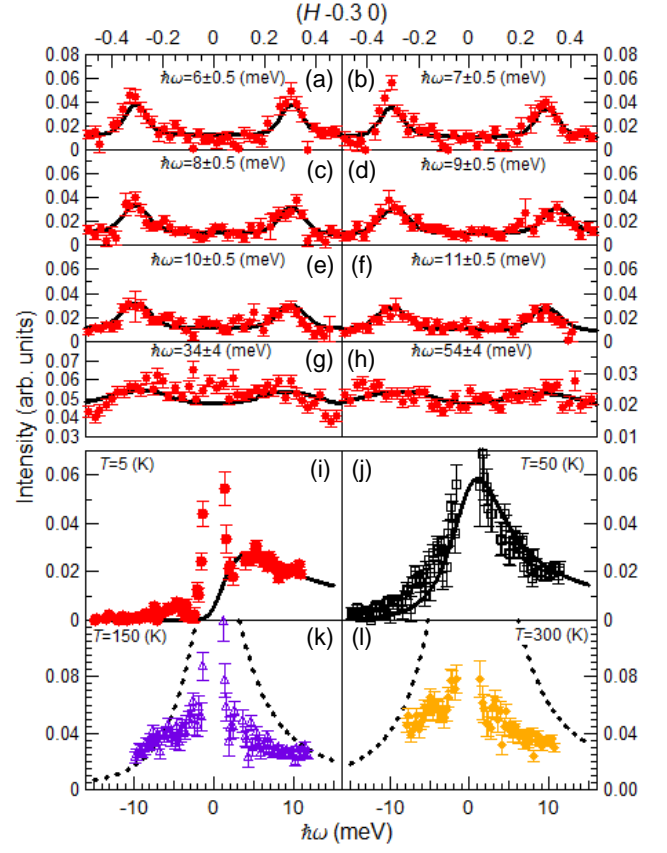 (H -0.3 0)
-0.4 -0.2 0 0.2 0.4 -0.4 -0.2 0 0.2 0.4
0.08 0.08
ħω=6±0.5 (meV) (a) (b) ħω=7±0.5 (meV)
0.06 0.06
0.04 0.04
0.02 0.02
0 0
ħω=8±0.5 (meV) (c) (d) ħω=9±0.5 (meV)
0.06 0.06
0.04 0.04
0.02 0.02
0 0
ħω=10±0.5 (meV) (e) (f) ħω=11±0.5 (meV)
0.06 0.06
0.04 0.04
0.02 0.02
0 0
ħω=34±4 (meV) (g) (h) ħω=54±4 (meV)
0.07
0.06 0.03
0.05
0.04 0.02
0.03 0.01
Intensity (arb. units)
T=5 (K) (i) (j) T=50 (K)
0.06 0.06
0.04 0.04
0.02 0.02
0 0
T=150 (K) (k) (l) T=300 (K)
0.08 0.08
0.04 0.04
0 0.00
-10 0 10 -10 0 10
ħω (meV)